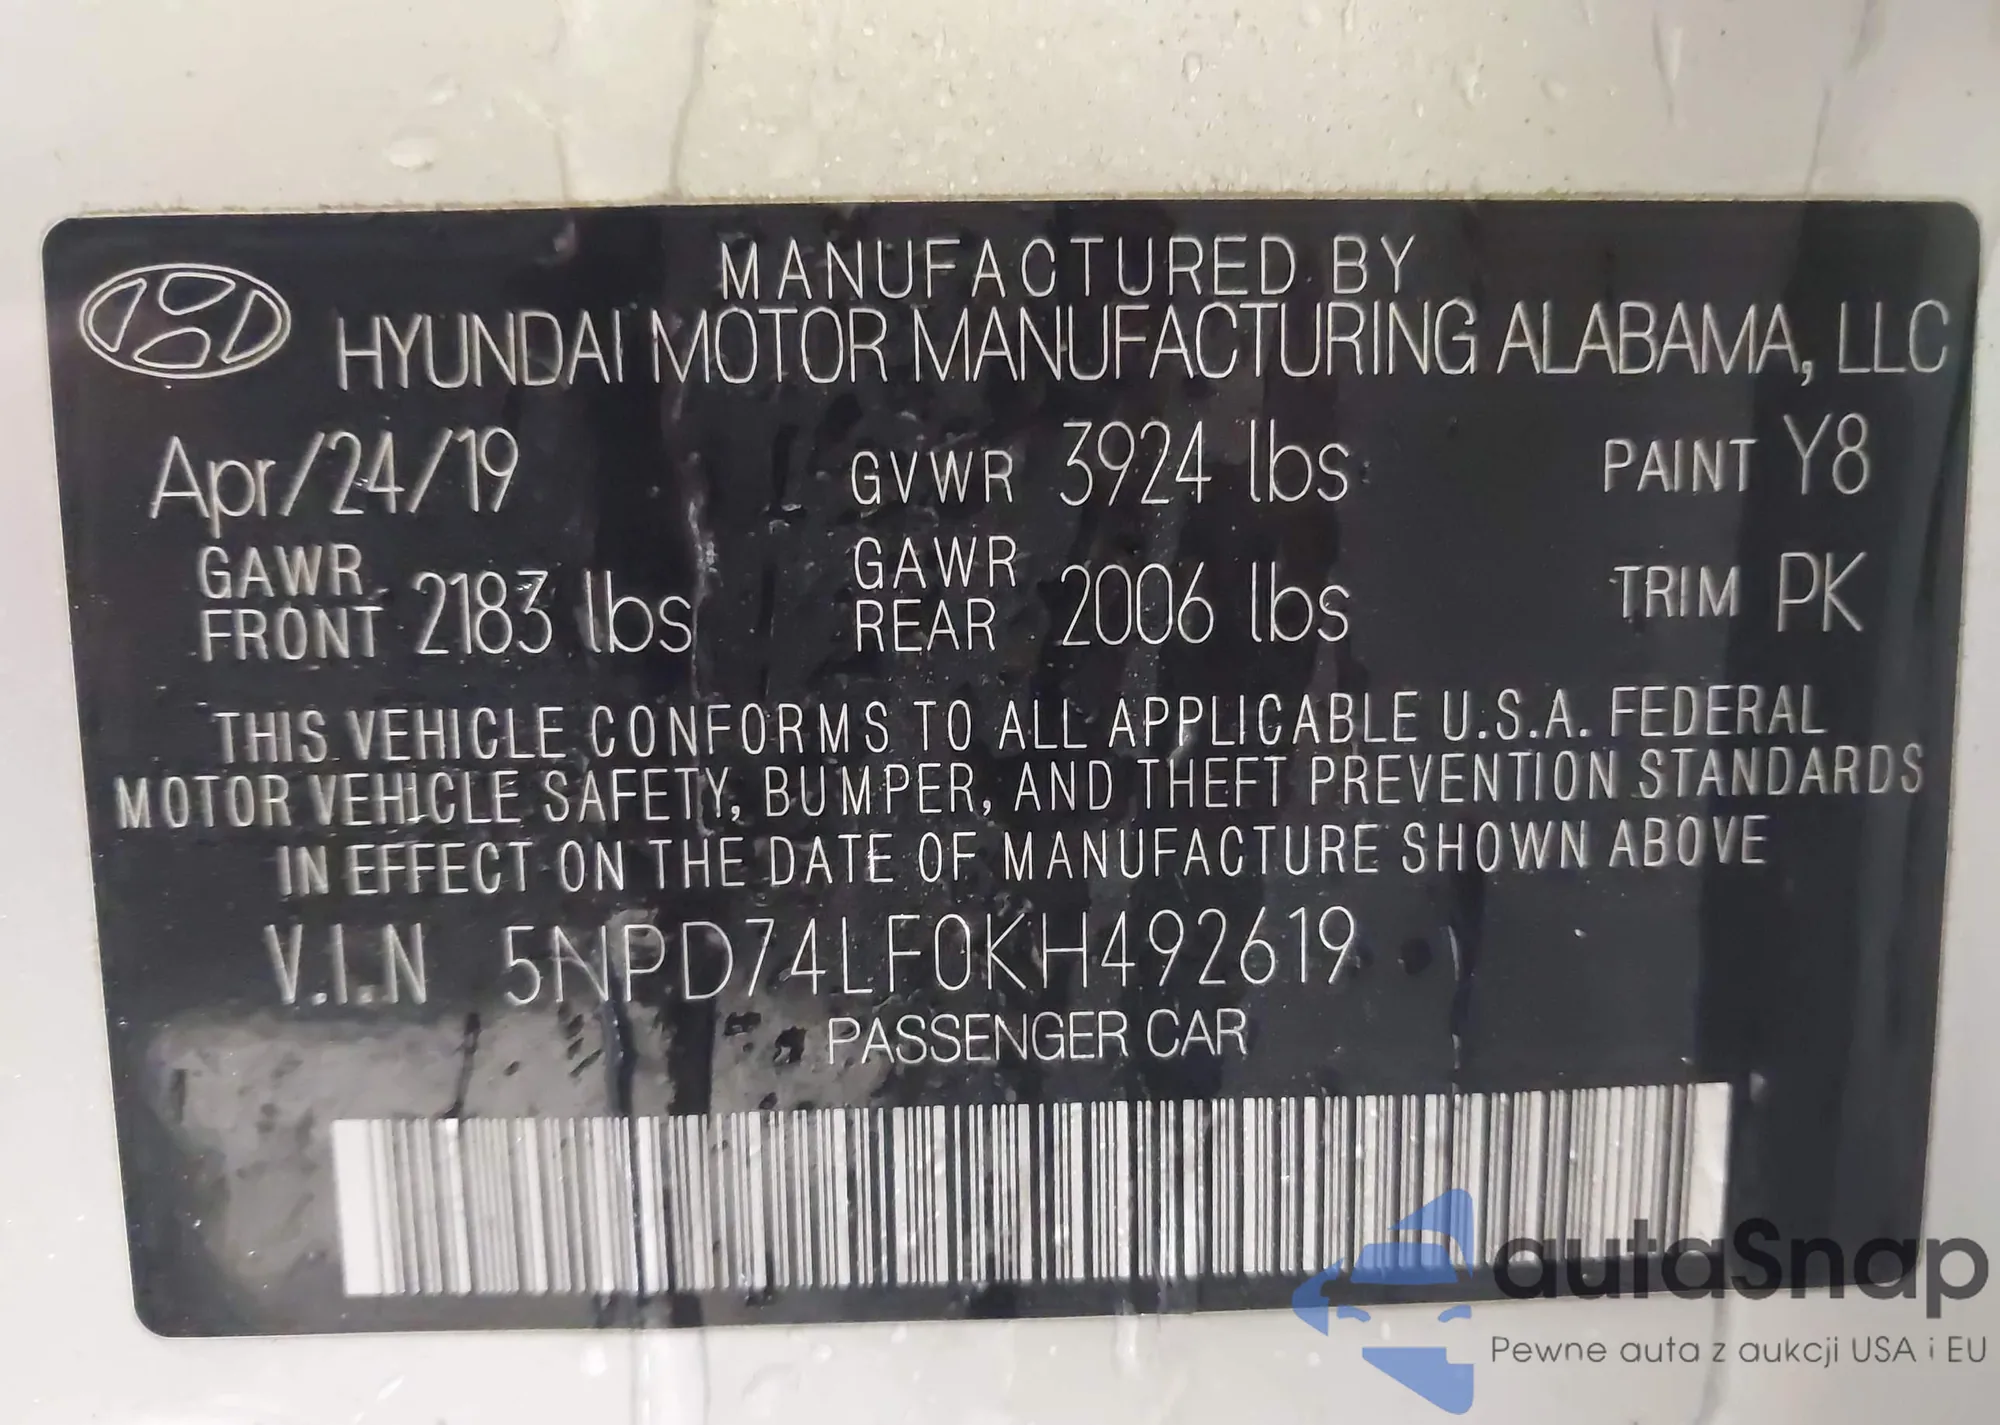 MANUFACTURED BY
HYUNDAI MOTOR MANUFACTURING ALABAMA, LLC
Apr/24/19 GVWR 3924 lbs PAINT Y8
GAWR FRONT 2183 lbs GAWR REAR 2006 lbs TRIM PK
THIS VEHICLE CONFORMS TO ALL APPLICABLE U.S.A. FEDERAL
MOTOR VEHICLE SAFETY, BUMPER, AND THEFT PREVENTION STANDARDS
IN EFFECT ON THE DATE OF MANUFACTURE SHOWN ABOVE
V.I.N 5NPD74LF0KH492619
PASSENGER CAR
autaSnap
Pewne auta z aukcji USA i EU